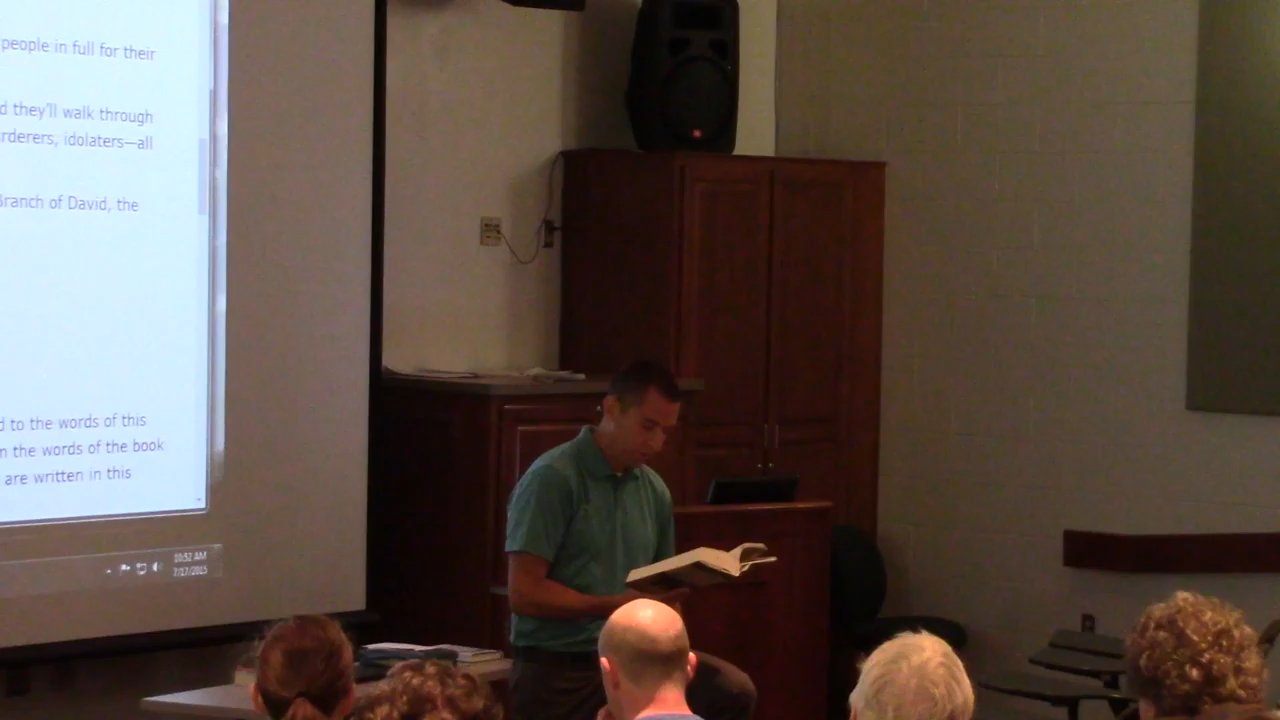 people in full for their
d they'll walk through
rderers, idolaters—all
Branch of David, the
d to the words of this
n the words of the book
are written in this
10:52 AM
7/17/2015